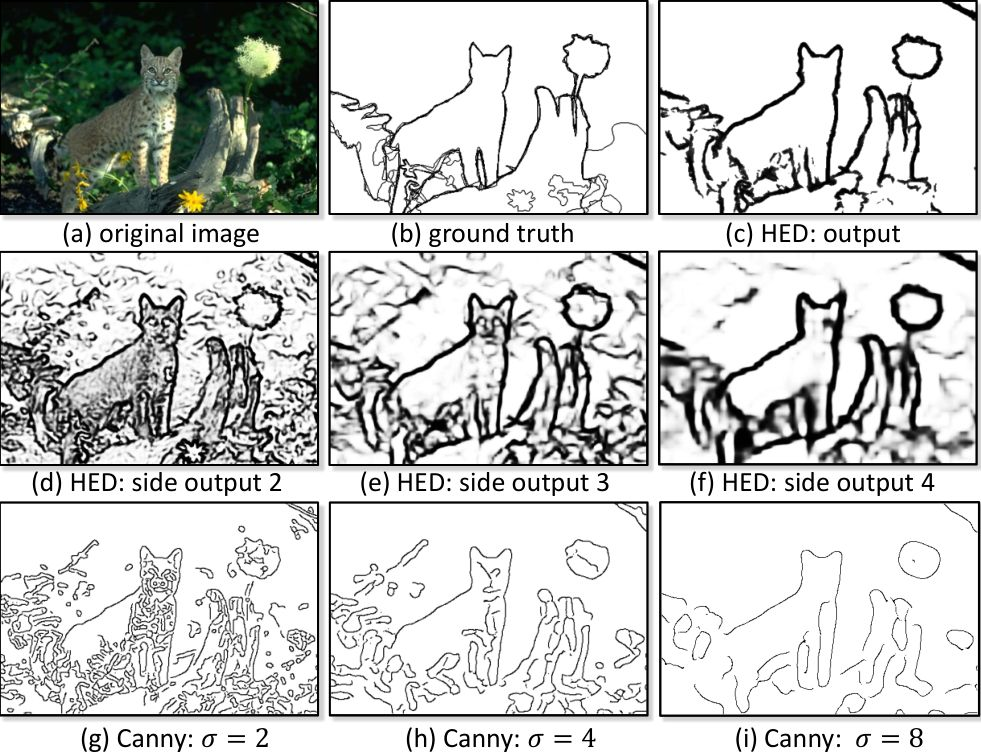 (a) original image
(b) ground truth
(c) HED: output
(d) HED: side output 2
(e) HED: side output 3
(f) HED: side output 4
(g) Canny: σ = 2
(h) Canny: σ = 4
(i) Canny: σ = 8